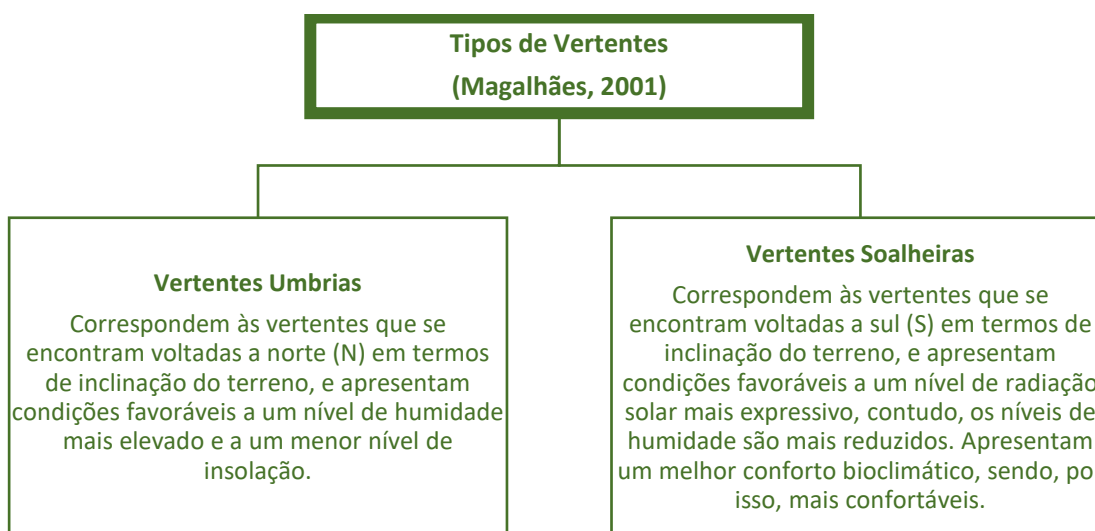 Tipos de Vertentes
(Magalhães, 2001)
Vertentes Umbrias
Correspondem às vertentes que se
encontram voltadas a norte (N) em termos
de inclinação do terreno, e apresentam
condições favoráveis a um nível de humidade
mais elevado e a um menor nível de
insolação.
Vertentes Soalheiras
Correspondem às vertentes que se
encontram voltadas a sul (S) em termos de
inclinação do terreno, e apresentam
condições favoráveis a um nível de radiação
solar mais expressivo, contudo, os níveis de
humidade são mais reduzidos. Apresentam
um melhor conforto bioclimático, sendo, po
isso, mais confortáveis.